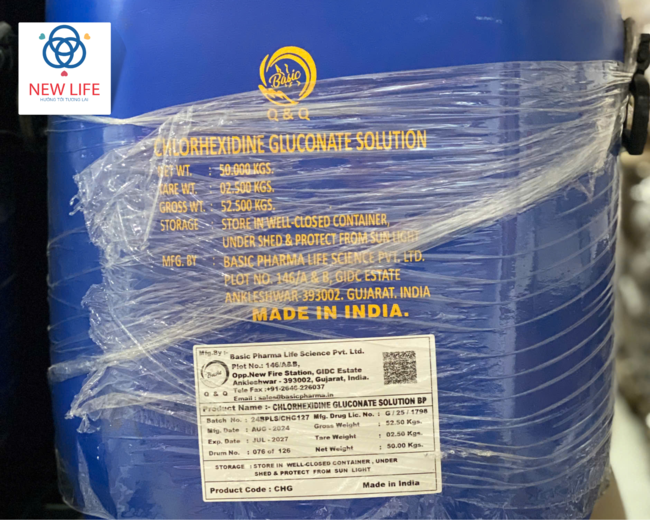 NEW LIFE
HƯỚNG TỚI TƯƠNG LAI
Basic
Q & Q
CHLORHEXIDINE GLUCONATE SOLUTION
NET WT. : 50.000 KGS.
TARE WT. : 02.500 KGS.
GROSS WT. : 52.500 KGS.
STORAGE : STORE IN WELL-CLOSED CONTAINER,
UNDER SHED & PROTECT FROM SUN LIGHT
MFG. BY : BASIC PHARMA LIFE SCIENCE PVT. LTD.
PLOT NO. 146/A & B, GIDC ESTATE
ANKLESHWAR-393002. GUJARAT. INDIA
MADE IN INDIA.
Mfg.By :- Basic Pharma Life Science Pvt. Ltd.
Plot No.: 146/A&B,
Opp.New Fire Station, GIDC Estate
Ankleshwar - 393002, Gujarat, India.
Tele Fax :+91-2646-226037
Email : sales@basicpharma.in
Basic
Q & Q
Product Name :- CHLORHEXIDINE GLUCONATE SOLUTION BP
Batch No. : 24BPLS/CHG127 Mfg. Drug Lic. No. : G/25/1798
Mfg. Date : AUG - 2024 Gross Weight : 52.50 Kgs.
Exp. Date : JUL - 2027 Tare Weight : 02.50 Kgs.
Drum No. : 076 of 126 Net Weight : 50.00 Kgs.
STORAGE : STORE IN WELL-CLOSED CONTAINER, UNDER
SHED & PROTECT FROM SUN LIGHT
Product Code : CHG Made in India